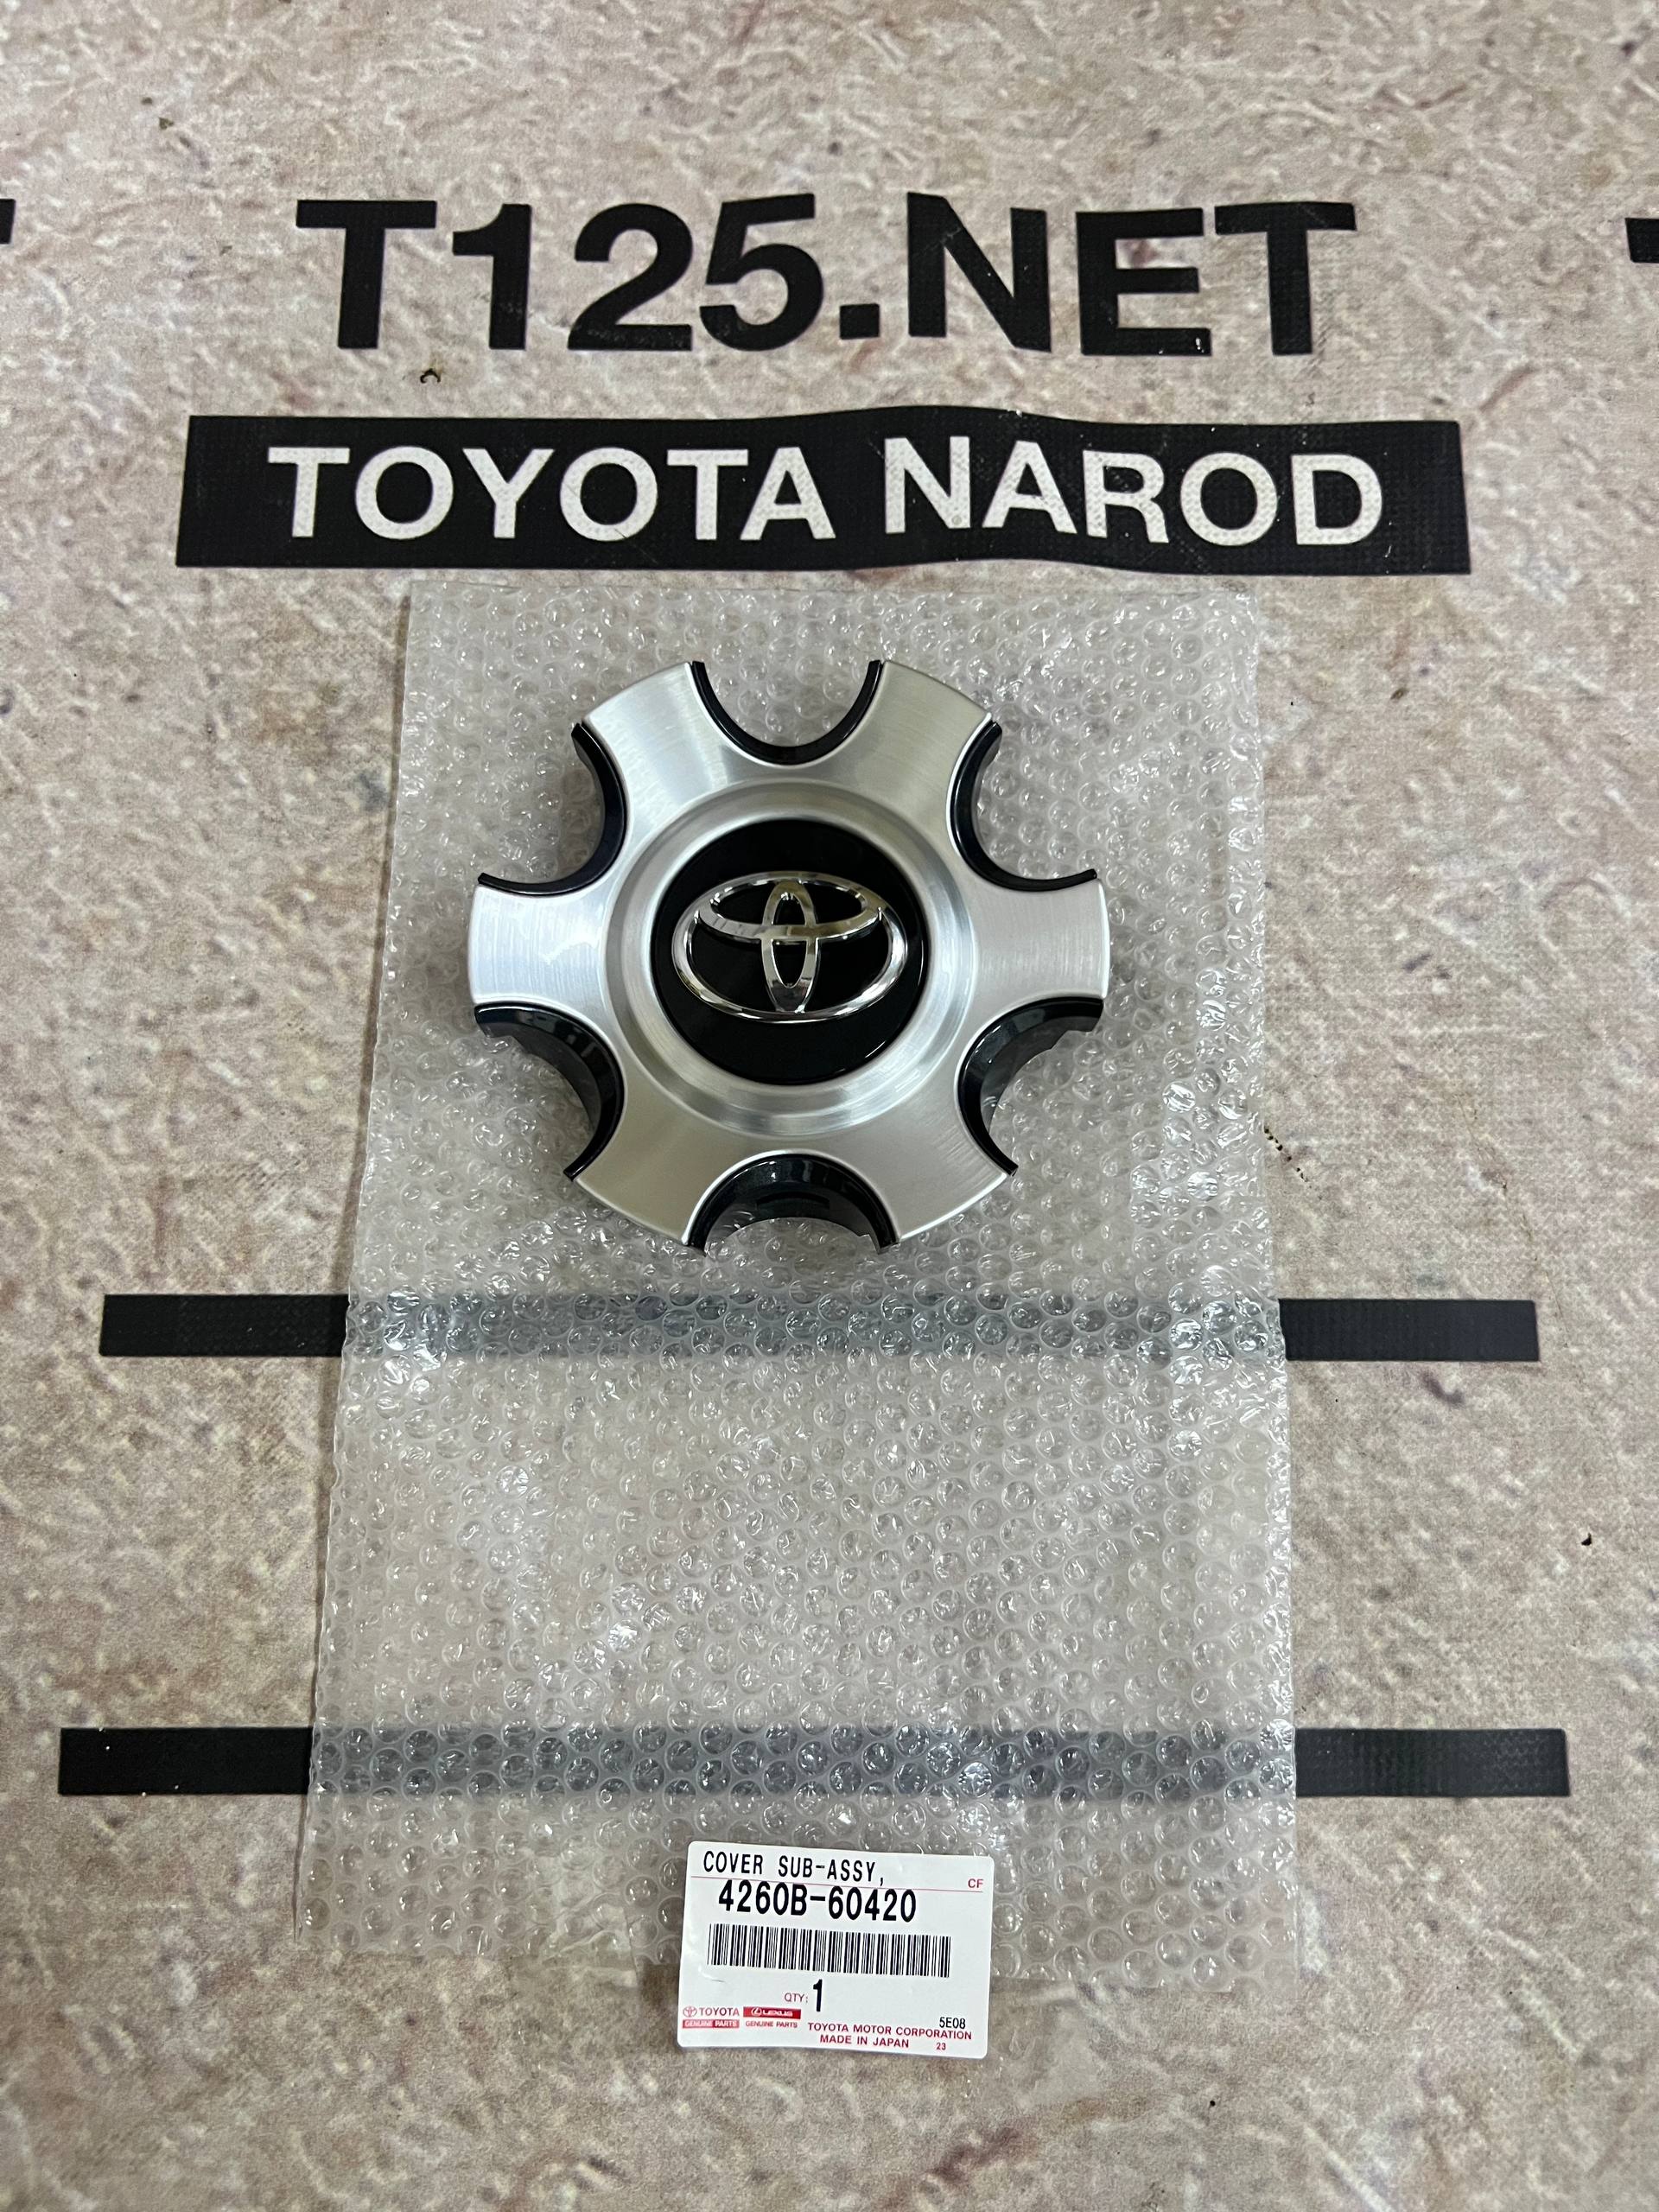 T125.NET
TOYOTA NAROD
COVER SUB-ASSY,
CF
4260B-60420
QTY: 1
TOYOTA LEXUS
GENUINE PARTS GENUINE PARTS
5E08
TOYOTA MOTOR CORPORATION
MADE IN JAPAN 23